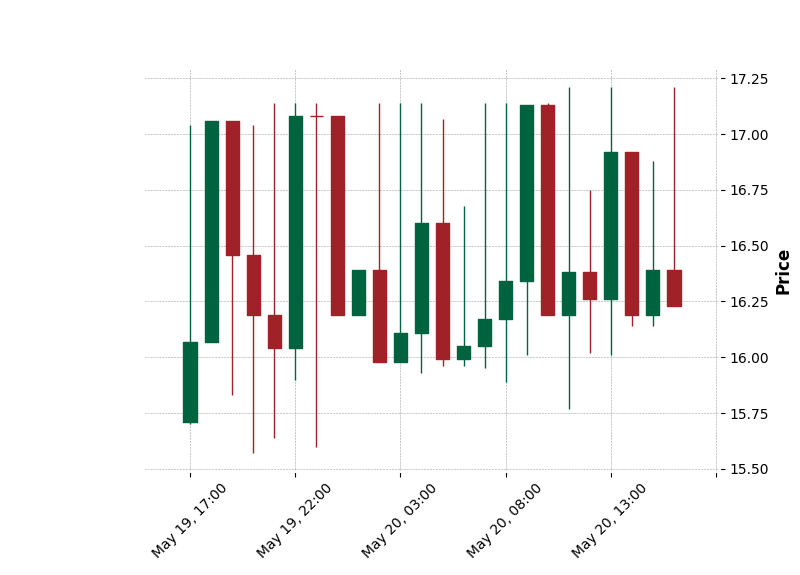 17.25
17.00
16.75
16.50
16.25
16.00
15.75
15.50
Price
May 19, 17:00
May 19, 22:00
May 20, 03:00
May 20, 08:00
May 20, 13:00